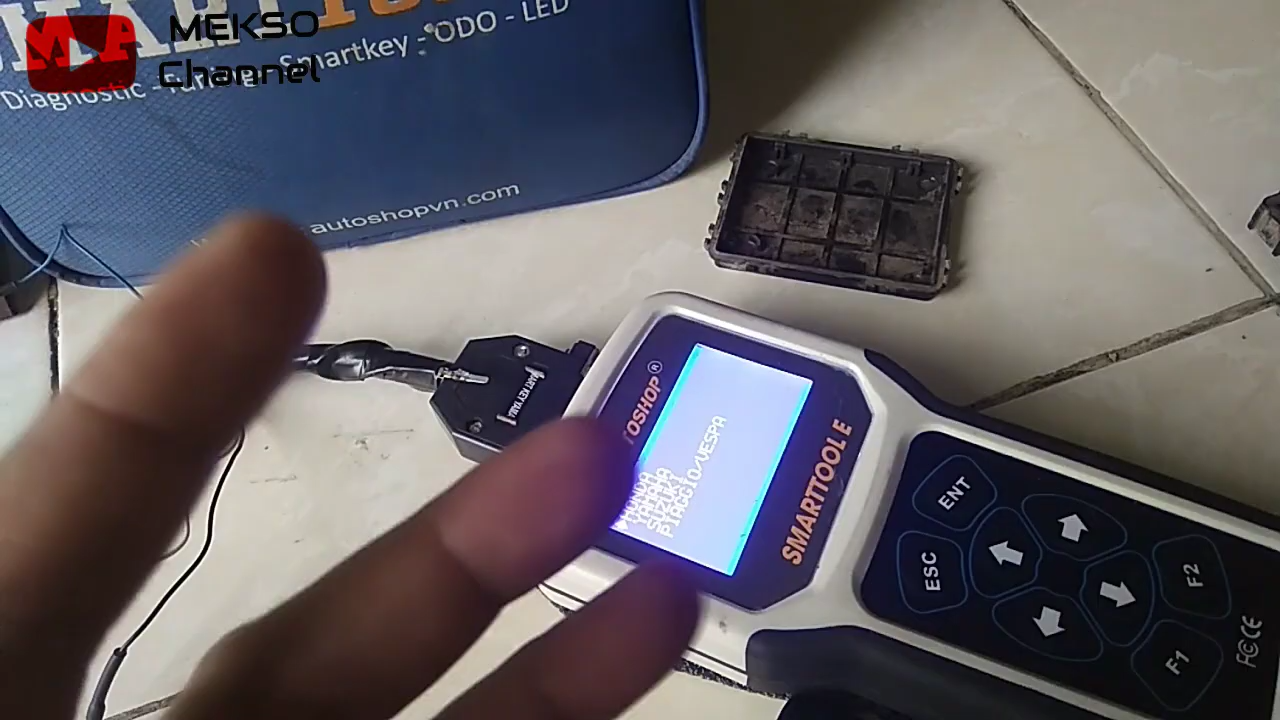 MEKSO
Channel
Diagnostic - Tuning - Smartkey - ODO - LED
autoshopvn.com
HONDA
YAMAHA
SUZUKI
PIAGGIO/VESPA
SMARTTOOL E
ENT
ESC
F2
F1
FC CE